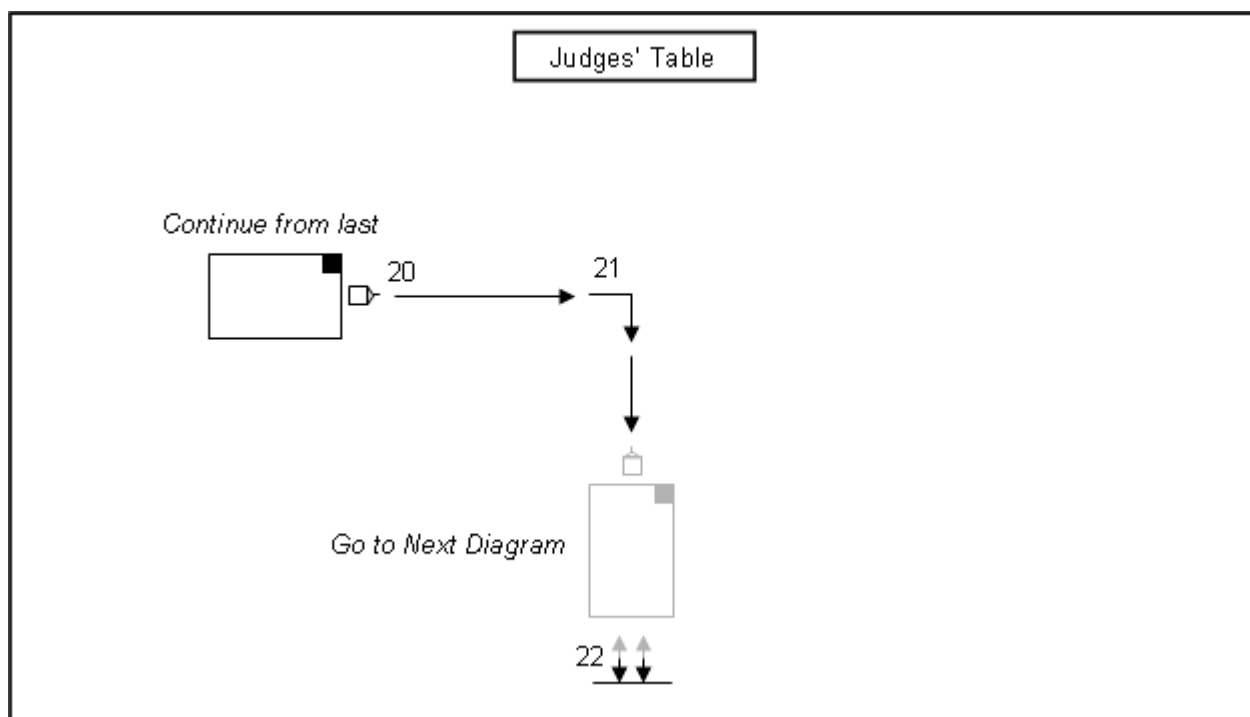 Judges' Table
Continue from last
20
21
Go to Next Diagram
22